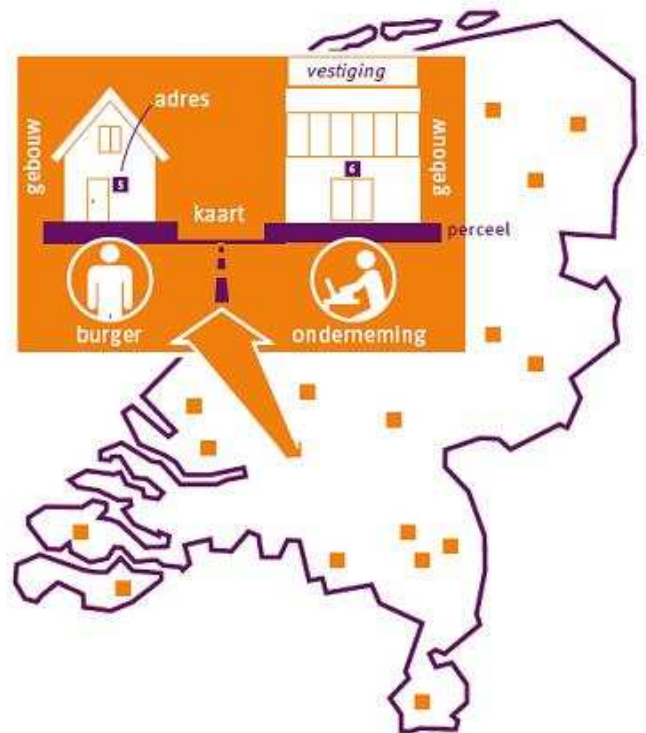 vestiging
adres
gebouw
gebouw
5
6
kaart
perceel
burger
onderneming